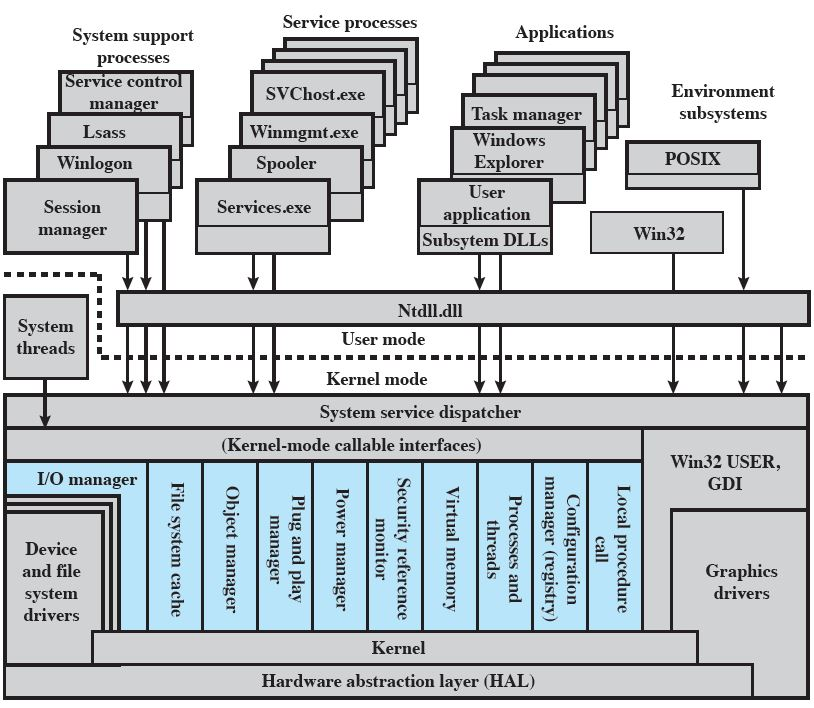 System support
processes
Service processes
Applications
Environment
subsystems
Service control
manager
Lsass
Winlogon
Session
manager
SVChost.exe
Winmgmt.exe
Spooler
Services.exe
Task manager
Windows
Explorer
User
application
Subsytem DLLs
POSIX
Win32
System
threads
Ntdll.dll
User mode
Kernel mode
System service dispatcher
(Kernel-mode callable interfaces)
Win32 USER,
GDI
I/O manager
Device
and file
system
drivers
File system cache
Object manager
Plug and play
manager
Power manager
Security reference
monitor
Virtual memory
Processes and
threads
Configuration
manager (registry)
Local procedure
call
Graphics
drivers
Kernel
Hardware abstraction layer (HAL)